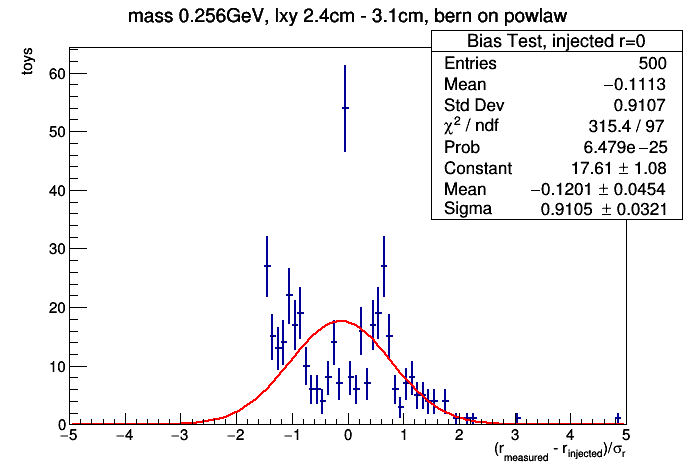 mass 0.256GeV, lxy 2.4cm - 3.1cm, bern on powlaw
Bias Test, injected r=0
Entries 500
Mean −0.1113
Std Dev 0.9107
χ² / ndf 315.4 / 97
Prob 6.479e−25
Constant 17.61 ± 1.08
Mean −0.1201 ± 0.0454
Sigma 0.9105 ± 0.0321
toys
60
50
40
30
20
10
0
−5 −4 −3 −2 −1 0 1 2 3 4 5
(r_measured - r_injected)/σ_r